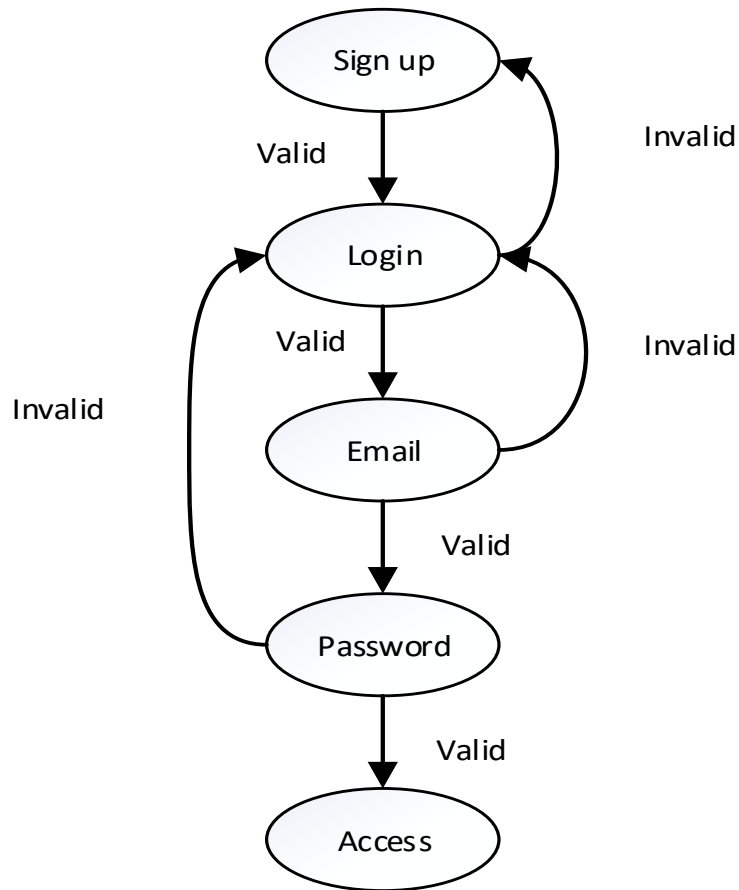 Sign up
Invalid
Valid
Login
Valid
Invalid
Invalid
Email
Valid
Password
Valid
Access